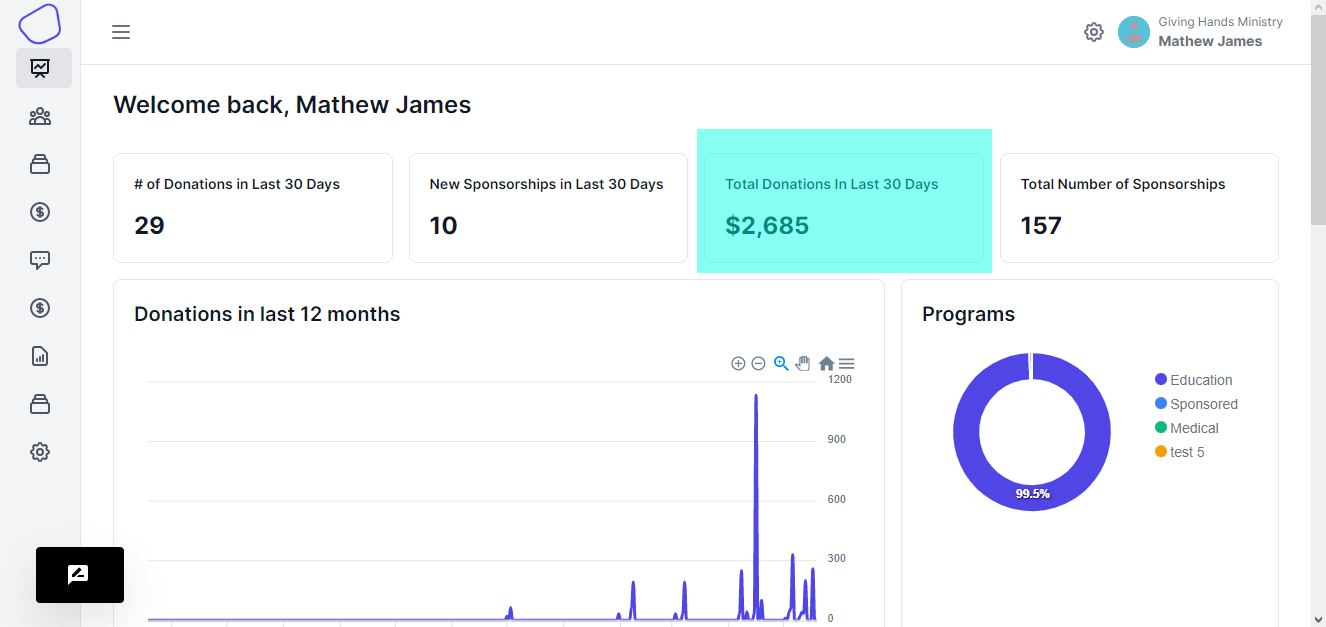 Giving Hands Ministry
Mathew James
Welcome back, Mathew James
# of Donations in Last 30 Days
29
New Sponsorships in Last 30 Days
10
Total Donations In Last 30 Days
$2,685
Total Number of Sponsorships
157
Donations in last 12 months
1200
900
600
300
0
Programs
99.5%
Education
Sponsored
Medical
test 5